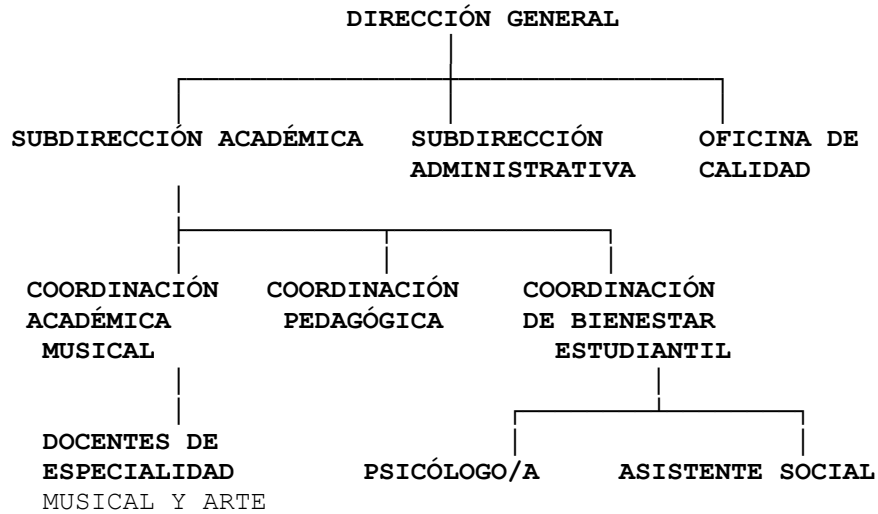 DIRECCIÓN GENERAL
SUBDIRECCIÓN ACADÉMICA
SUBDIRECCIÓN
ADMINISTRATIVA
OFICINA DE
CALIDAD
COORDINACIÓN
ACADÉMICA
MUSICAL
COORDINACIÓN
PEDAGÓGICA
COORDINACIÓN
DE BIENESTAR
ESTUDIANTIL
DOCENTES DE
ESPECIALIDAD
MUSICAL Y ARTE
PSICÓLOGO/A
ASISTENTE SOCIAL